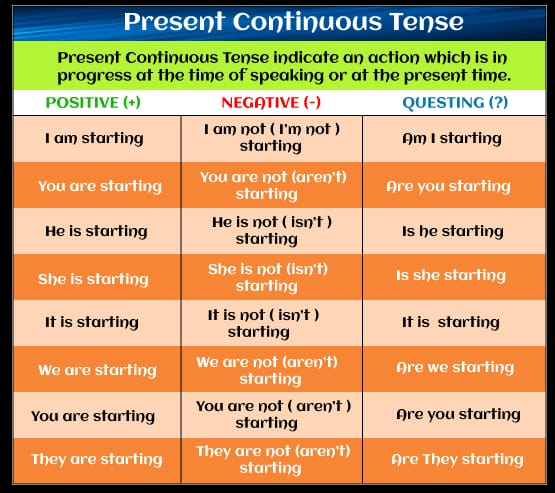 Present Continuous Tense
Present Continuous Tense indicate an action which is in
progress at the time of speaking or at the present time.
POSITIVE (+) NEGATIVE (-) QUESTING (?)
I am starting
I am not ( I'm not )
starting
Am I starting
You are starting
You are not (aren't)
starting
Are you starting
He is starting
He is not ( isn't )
starting
Is he starting
She is starting
She is not (isn't)
starting
Is she starting
It is starting
It is not ( isn't )
starting
It is starting
We are starting
We are not (aren't)
starting
Are we starting
You are starting
You are not ( aren't )
starting
Are you starting
They are starting
They are not (aren't)
starting
Are They starting